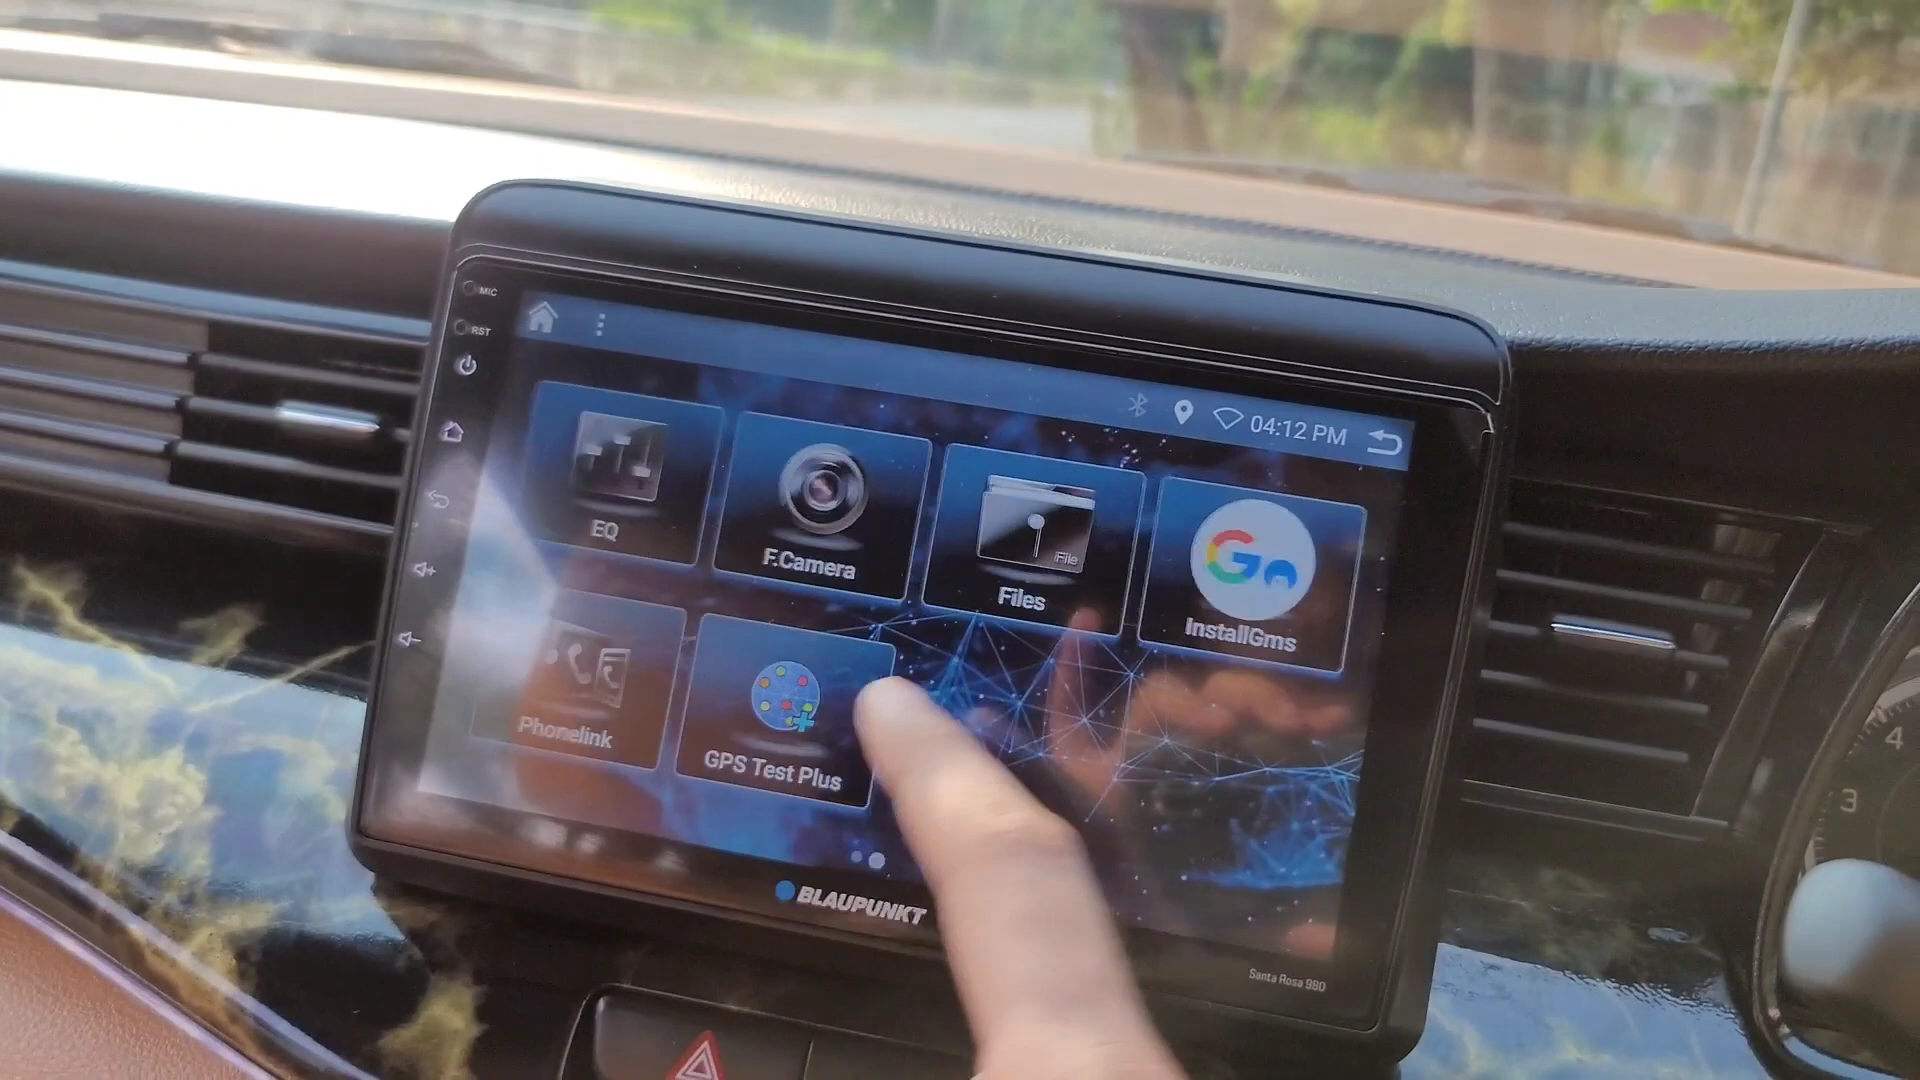 MIC
RST
04:12 PM
EQ
F.Camera
iFile
Files
InstallGms
Phonelink
GPS Test Plus
BLAUPUNKT
Santa Rosa 980
4
3